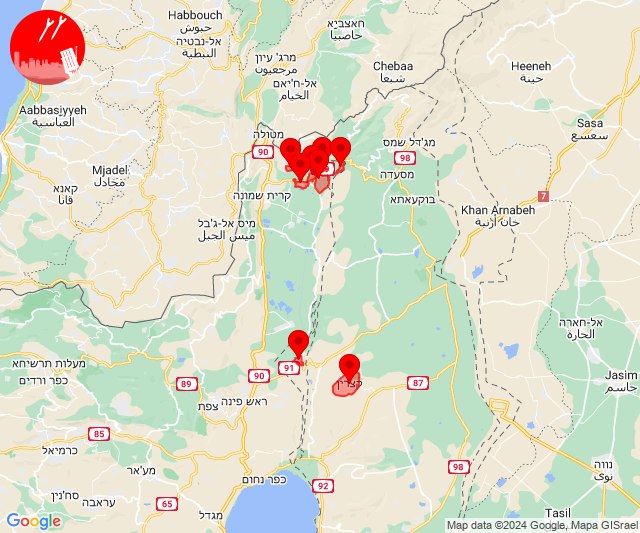 Habbouch
حبوش
חאצביא
حاصبيا
אל-נבטיה
النبطية
מרג' עיון
مرجعيون
Chebaa
شبعا
Heeneh
حينة
אל-ח'יאם
الخيام
Aabbasiyyeh
العباسية
Sasa
سعسع
מטולה
90
מג'דל שמס
98
מסעדה
Mjadel
مجادل
קאנא
قانا
קרית שמונה
בוקעאתא
7
Khan Arnabeh
خان أرنبة
מיס אל-ג'בל
ميس الجبل
אל-חארה
الحارة
מעלות תרשיחא
כפר ורדים
91
90
89
קצרין
87
Jasim
جاسم
צפת
ראש פינה
85
כרמיאל
מע'אר
כפר נחום
98
נווה
نوى
92
סח'נין
עראבה
65
מגדל
Tasil
تسيل
Google
Map data ©2024 Google, Mapa GISrael